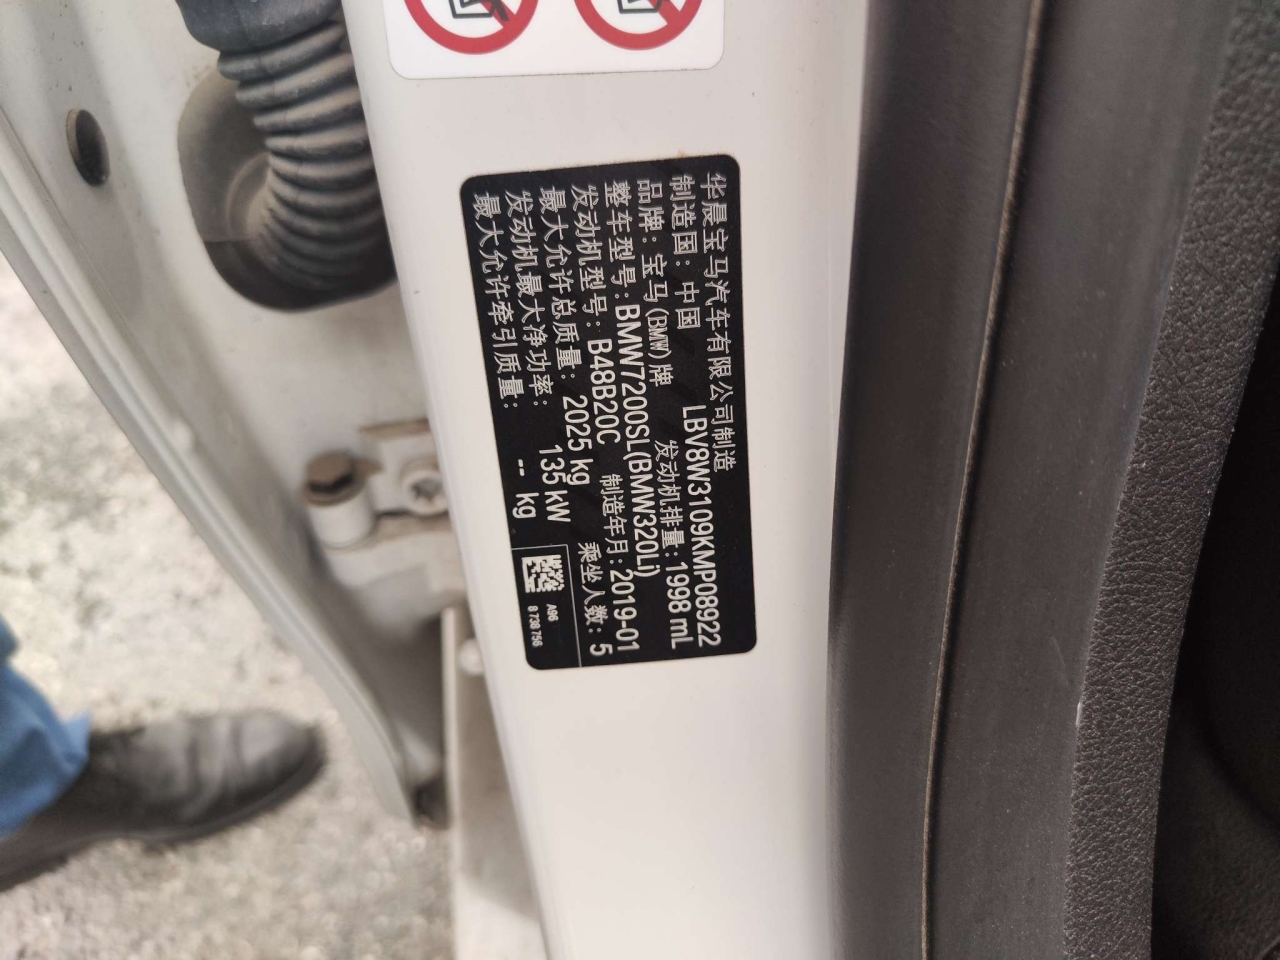 华晨宝马汽车有限公司制造
制造国：中国 LBV8W3109KMP08922
品牌：宝马(BMW)牌 发动机排量：1998 mL
整车型号：BMW7200SL(BMW320Li)
发动机型号：B48B20C 制造年月：2019-01
最大允许总质量：2025 kg 乘坐人数：5
发动机最大净功率：135 kW
最大允许牵引质量：-- kg
A96
8 738 756